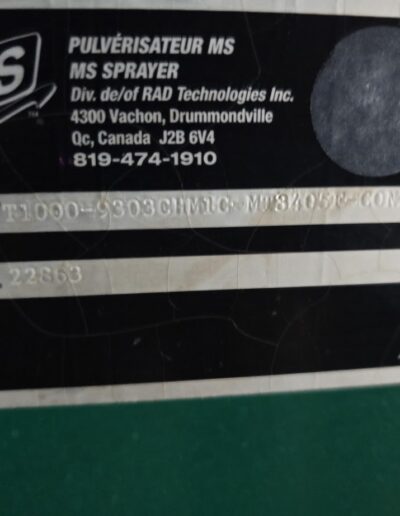 S
PULVÉRISATEUR MS
MS SPRAYER
Div. de/of RAD Technologies Inc.
4300 Vachon, Drummondville
Qc, Canada J2B 6V4
819-474-1910
22863